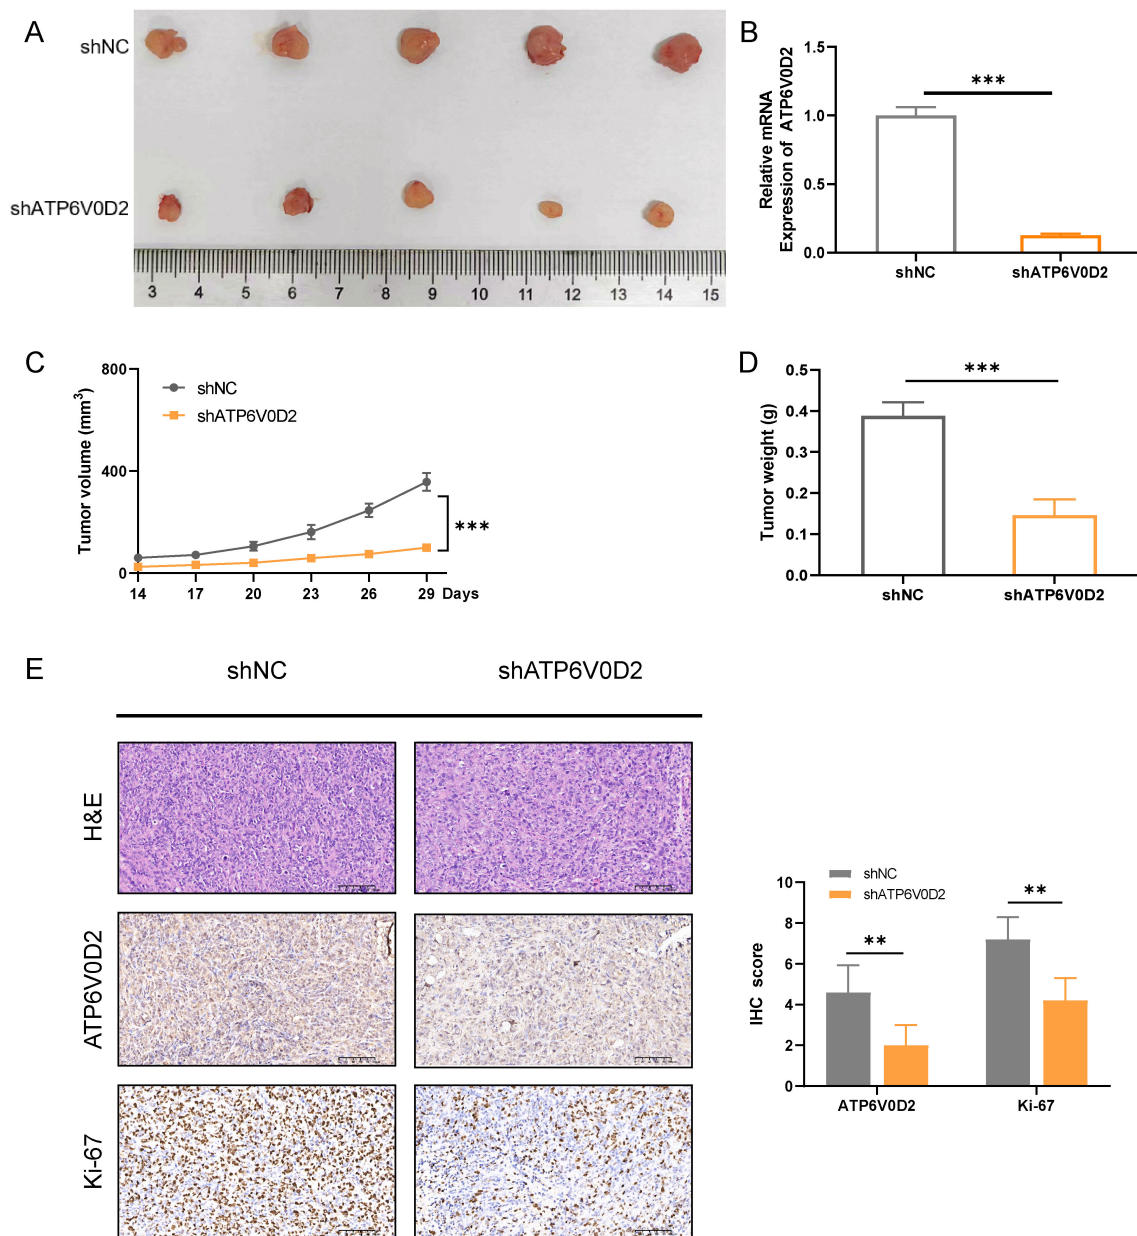 A
shNC
shATP6V0D2
3 4 5 6 7 8 9 10 11 12 13 14 15
B
Relative mRNA
Expression of ATP6V0D2
1.5
1.0
0.5
0.0
***
shNC
shATP6V0D2
C
Tumor volume (mm³)
800
400
0
shNC
shATP6V0D2
***
14 17 20 23 26 29 Days
D
Tumor weight (g)
0.5
0.4
0.3
0.2
0.1
0.0
***
shNC
shATP6V0D2
E
shNC
shATP6V0D2
H&E
ATP6V0D2
Ki-67
shNC
shATP6V0D2
IHC score
10
8
6
4
2
0
**
**
ATP6V0D2
Ki-67